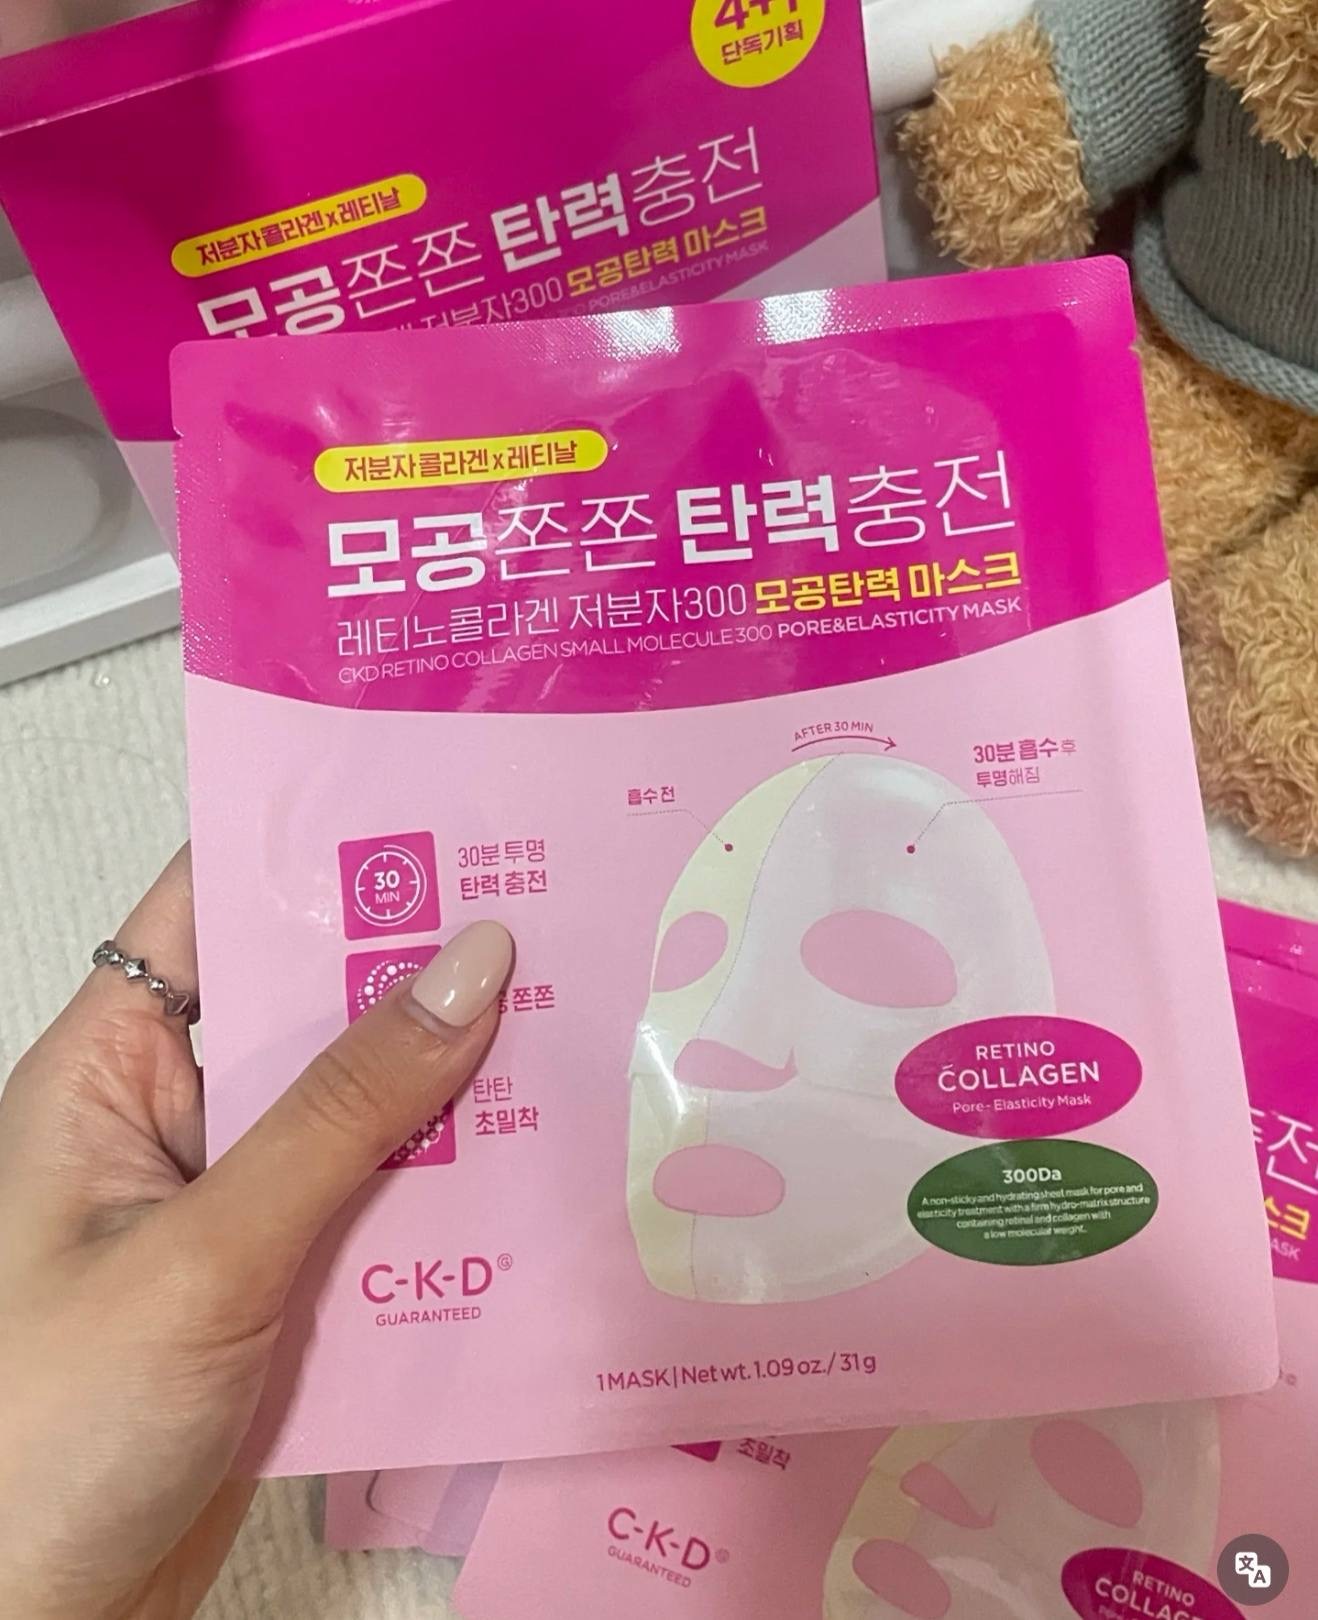 4+1
단독기획
저분자콜라겐x레티날
모공쫀쫀 탄력충전
저분자300 모공탄력 마스크
PORE&ELASTICITY MASK
저분자콜라겐x레티날
모공쫀쫀 탄력충전
레티노콜라겐 저분자300 모공탄력 마스크
CKD RETINO COLLAGEN SMALL MOLECULE 300 PORE&ELASTICITY MASK
AFTER 30 MIN
흡수 전
30분 흡수 후
투명해짐
30
MIN
30분 투명
탄력 충전
쫀쫀
탄탄
초밀착
RETINO
COLLAGEN
Pore-Elasticity Mask
300Da
A non-sticky and hydrating sheet mask for pore and
elasticity treatment with a firm hydro-matrix structure
containing retinal and collagen with
a low molecular weight.
C-K-D G
GUARANTEED
1 MASK | Net wt. 1.09 oz. / 31g
전
크
ASK
초밀착
C-K-D G
GUARANTEED
RETINO